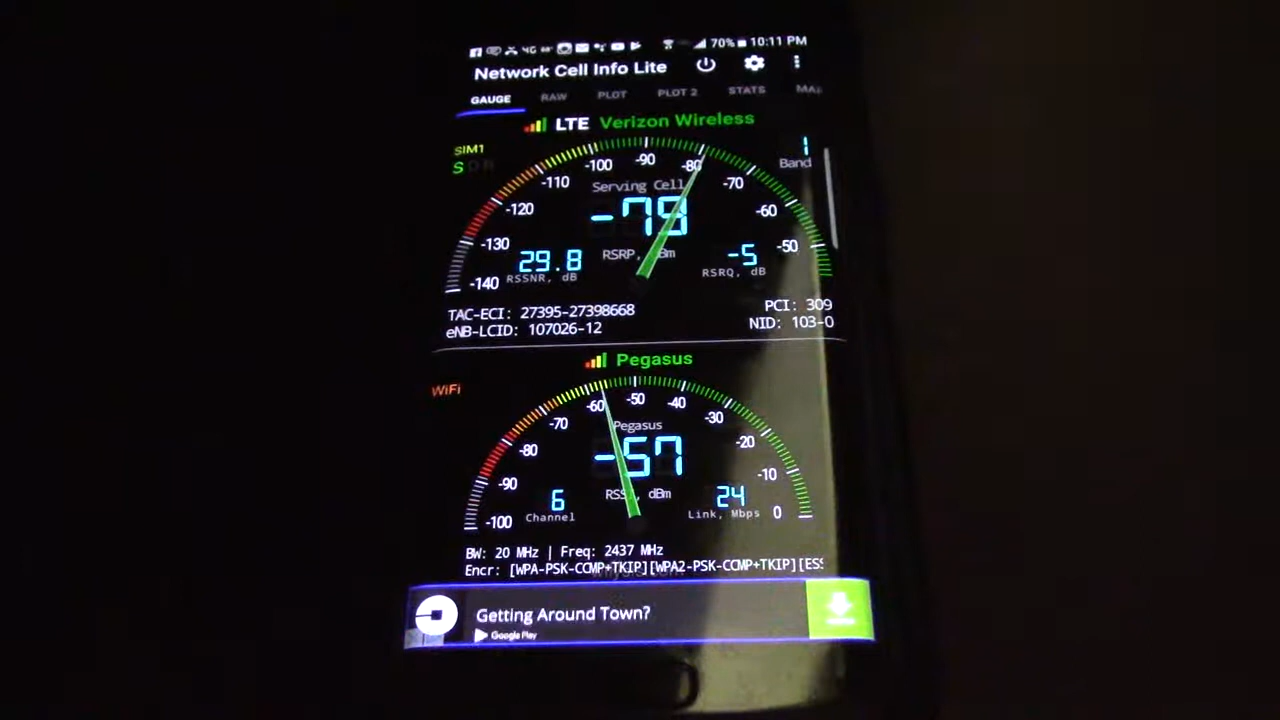 4G 70% 10:11 PM
Network Cell Info Lite
GAUGE RAW PLOT PLOT 2 STATS MAP
LTE Verizon Wireless
SIM1
S
1
Band
-140 -130 -120 -110 -100 -90 -80 -70 -60 -50
Serving Cell
-79
RSRP, dBm
29.8
RSSNR, dB
-5
RSRQ, dB
TAC-ECI: 27395-27398668
PCI: 309
eNB-LCID: 107026-12
NID: 103-0
Pegasus
WiFi
-100 -90 -80 -70 -60 -50 -40 -30 -20 -10 0
Pegasus
-57
RSSI, dBm
6
Channel
24
Link, Mbps
BW: 20 MHz | Freq: 2437 MHz
Encr: [WPA-PSK-CCMP+TKIP][WPA2-PSK-CCMP+TKIP][ESS
Getting Around Town?
Google Play